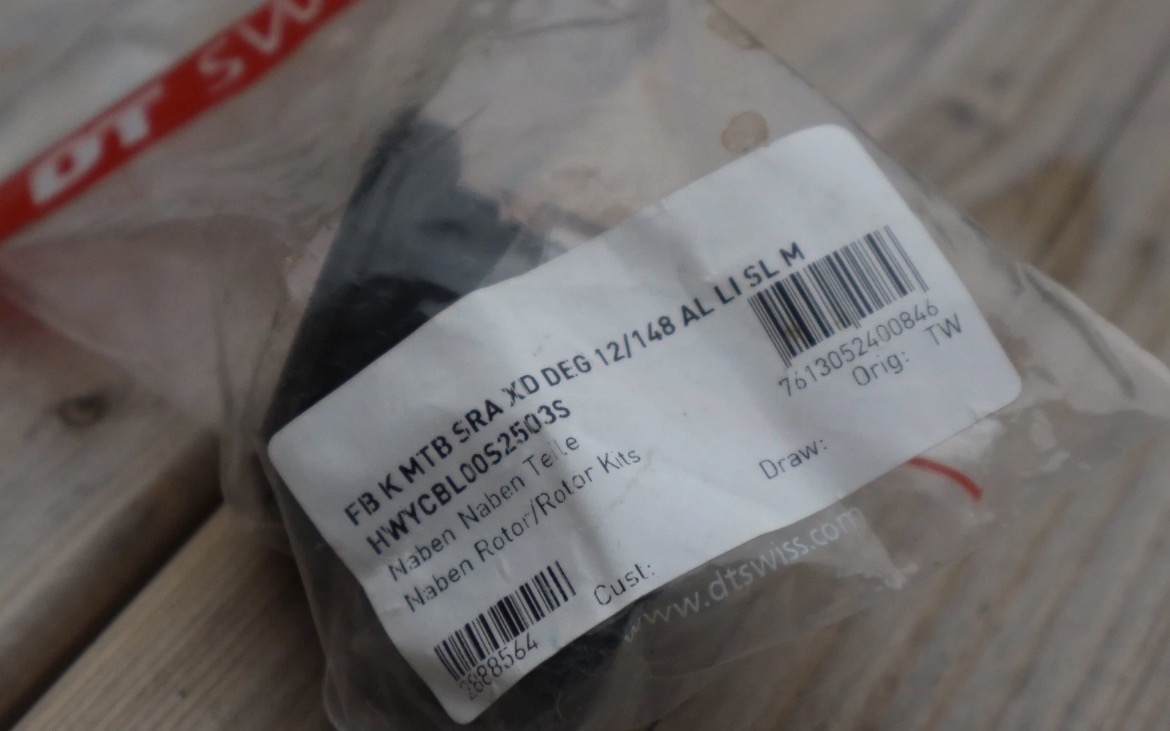 DT SW
FB K MTB SRA XD DEG 12/148 AL LI SL M
HWYCBL00S2503S
Naben Naben Teile
Naben Rotor/Rotor Kits
7613052400846
Orig: TW
Draw:
Cust:
2888564
www.dtswiss.com